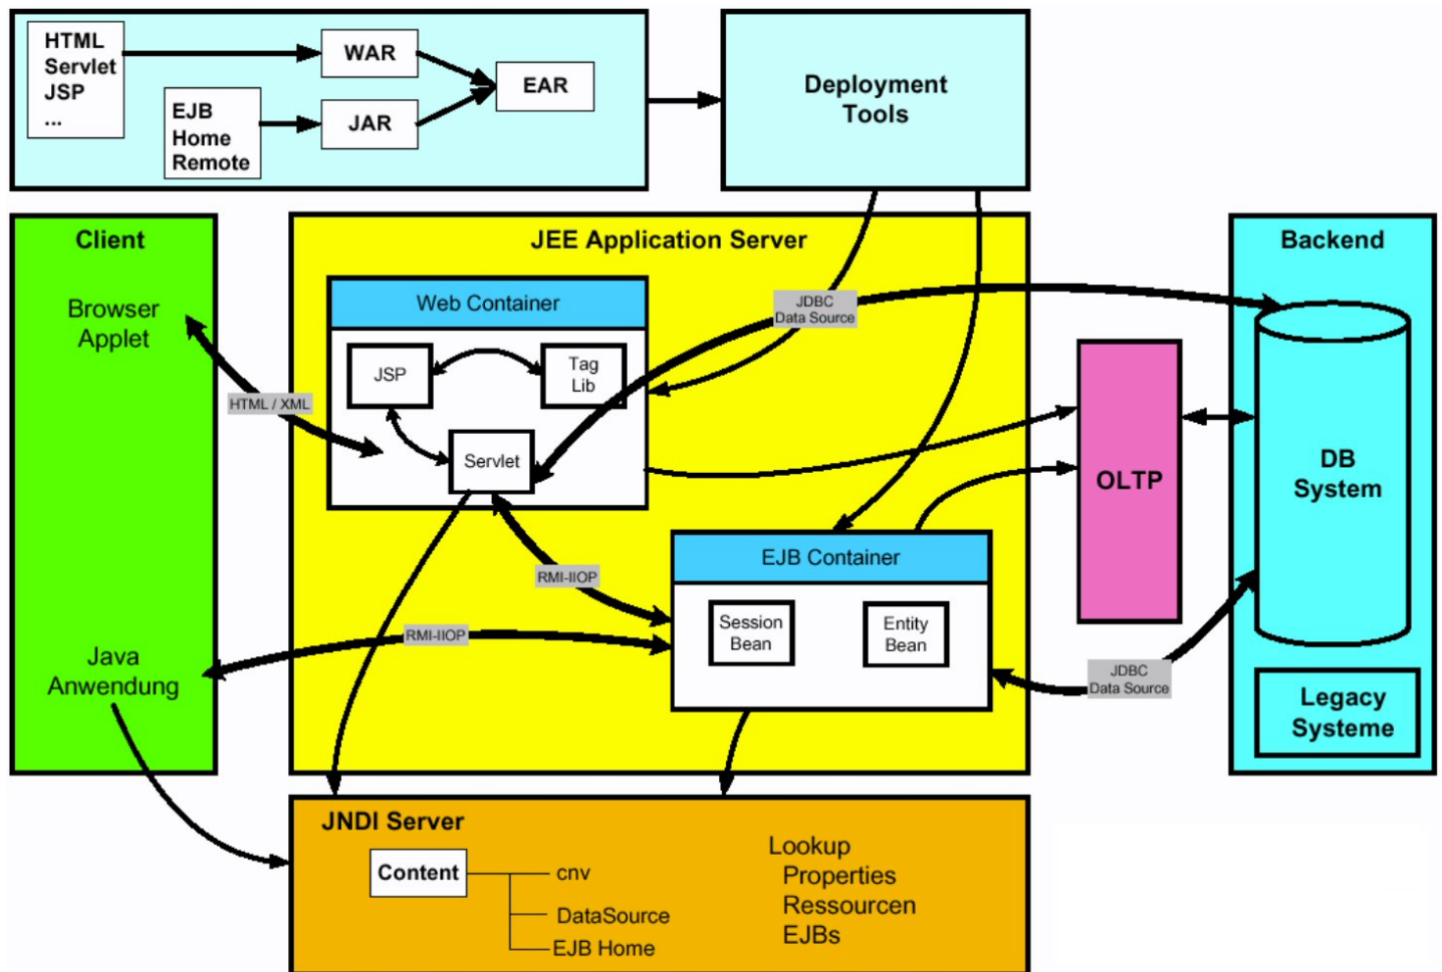 HTML
Servlet
JSP
...
WAR
EJB
Home
Remote
JAR
EAR
Deployment
Tools
Client
Browser
Applet
HTML / XML
Java
Anwendung
JEE Application Server
Web Container
JSP
Tag
Lib
Servlet
JDBC
Data Source
RMI-IIOP
RMI-IIOP
EJB Container
Session
Bean
Entity
Bean
OLTP
JDBC
Data Source
Backend
DB
System
Legacy
Systeme
JNDI Server
Content
cnv
DataSource
EJB Home
Lookup
Properties
Ressourcen
EJBs